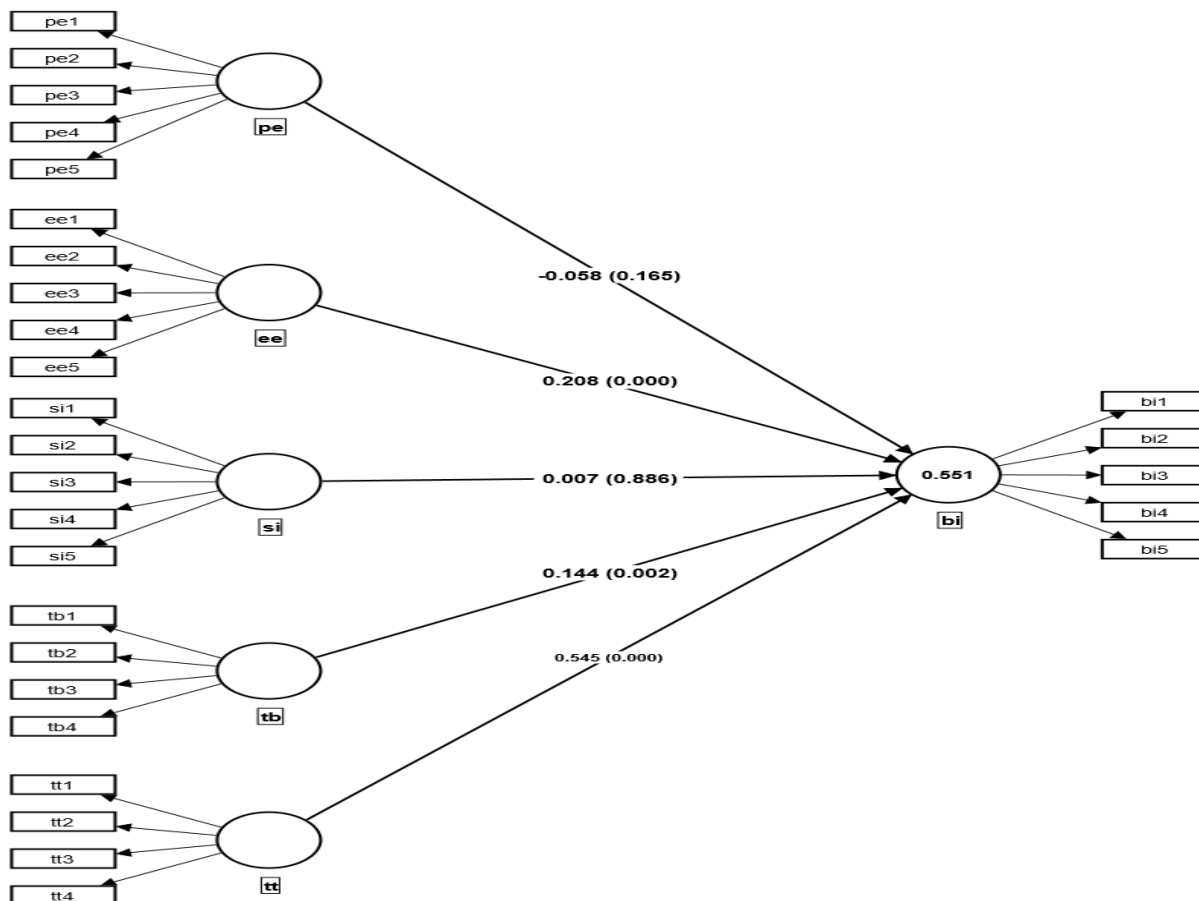 pe1
pe2
pe3
pe4
pe5
pe
-0.058 (0.165)
ee1
ee2
ee3
ee4
ee5
ee
0.208 (0.000)
si1
si2
si3
si4
si5
si
0.007 (0.886)
0.551
bi
bi1
bi2
bi3
bi4
bi5
tb1
tb2
tb3
tb4
tb
0.144 (0.002)
0.545 (0.000)
tt1
tt2
tt3
tt4
tt